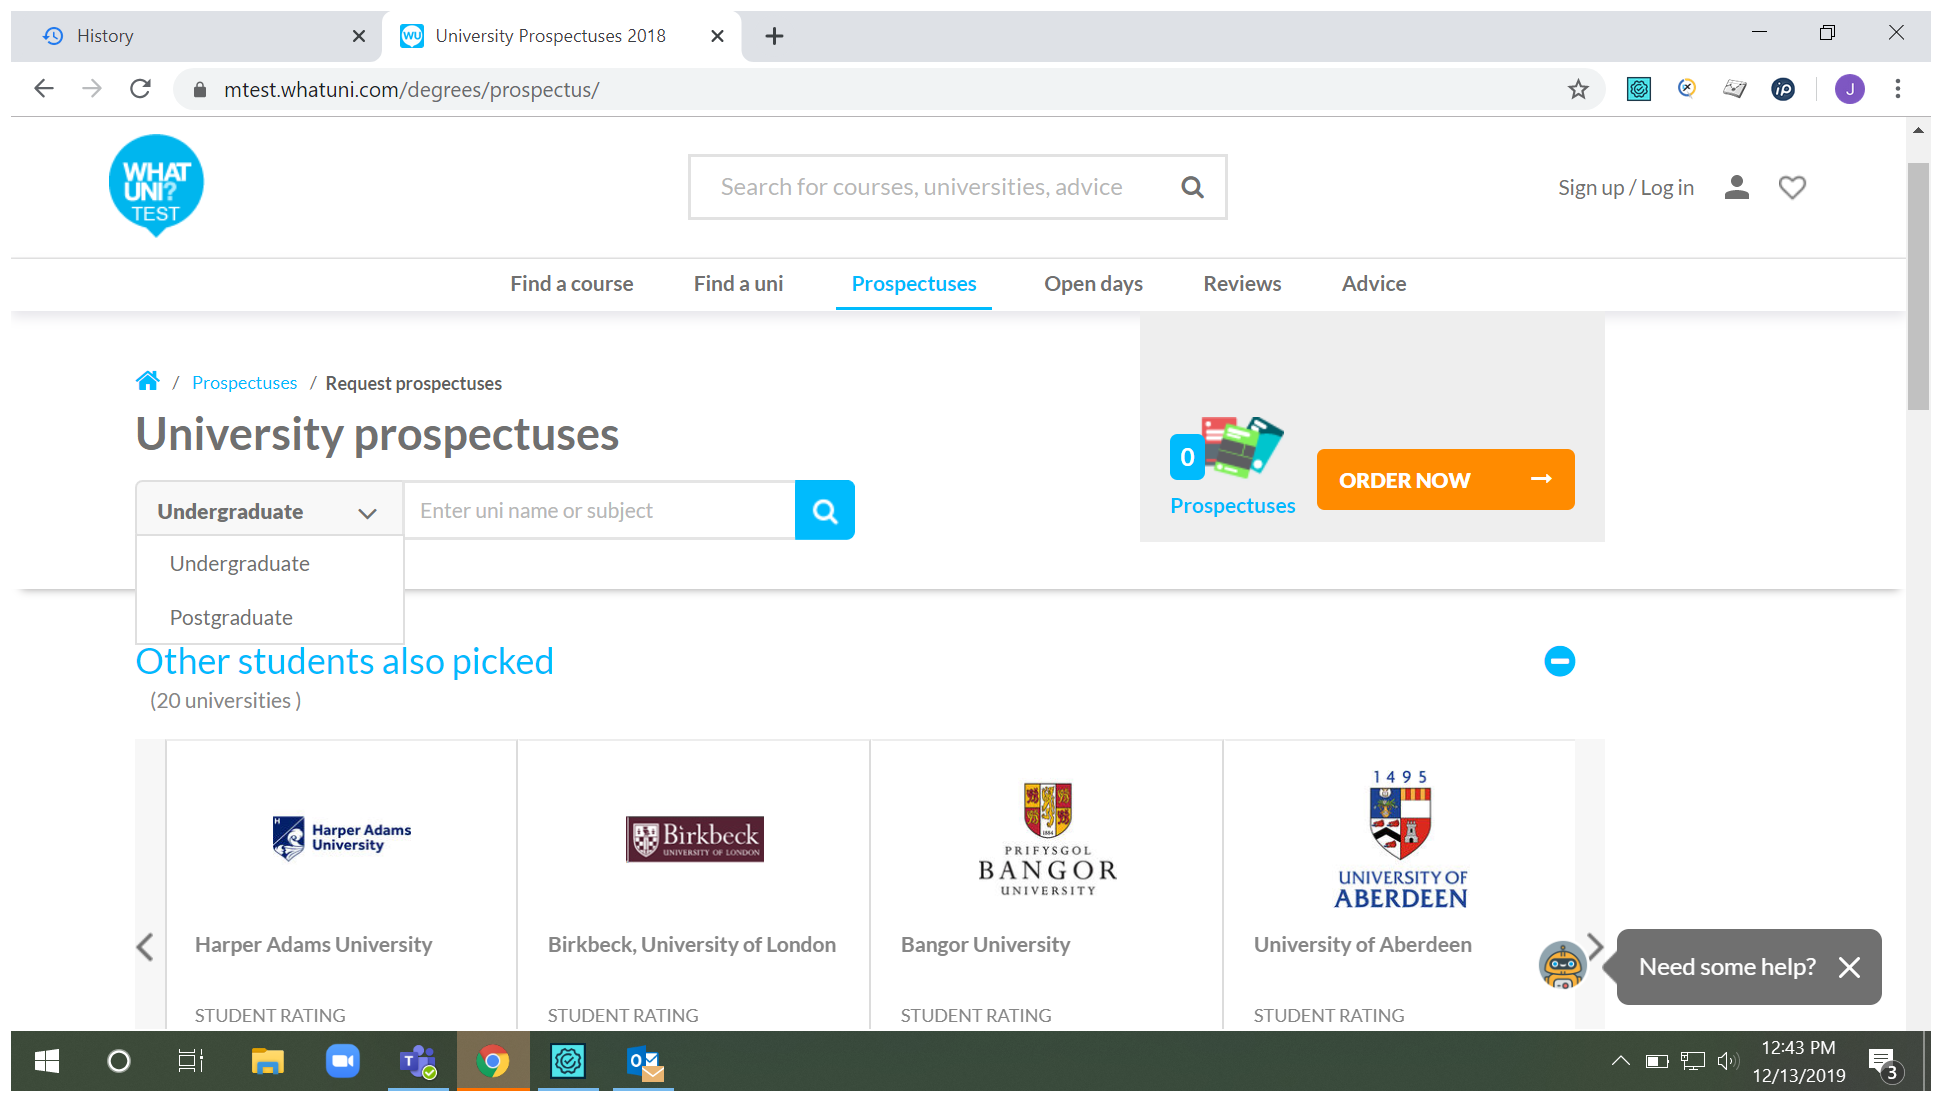 History
University Prospectuses 2018
mtest.whatuni.com/degrees/prospectus/
J
WHAT
UNI?
TEST
Search for courses, universities, advice
Sign up / Log in
Find a course
Find a uni
Prospectuses
Open days
Reviews
Advice
/ Prospectuses / Request prospectuses
University prospectuses
0
Prospectuses
ORDER NOW
Undergraduate
Enter uni name or subject
Undergraduate
Postgraduate
Other students also picked
(20 universities )
Harper Adams
University
Birkbeck
UNIVERSITY OF LONDON
1884
PRIFYSGOL
BANGOR
UNIVERSITY
1495
UNIVERSITY OF
ABERDEEN
Harper Adams University
Birkbeck, University of London
Bangor University
University of Aberdeen
Need some help?
STUDENT RATING
STUDENT RATING
STUDENT RATING
STUDENT RATING
12:43 PM
12/13/2019
3